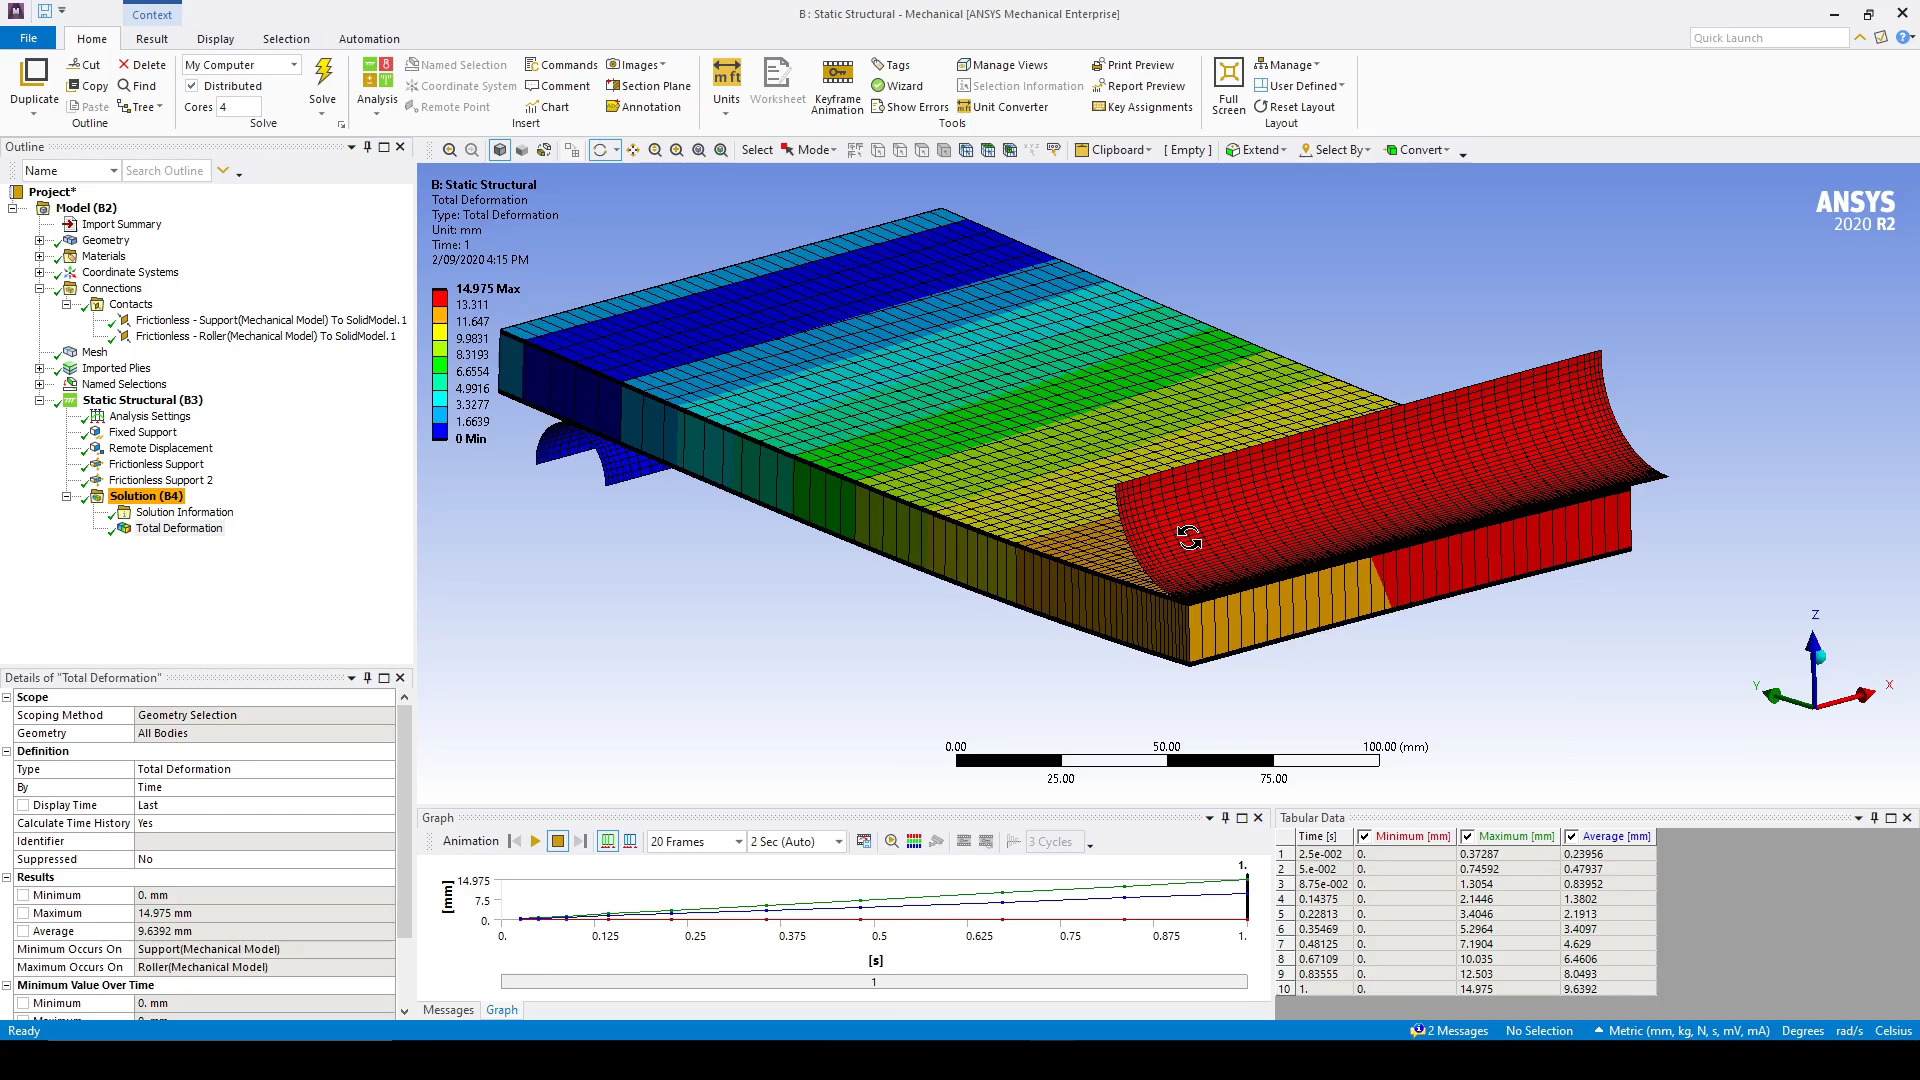 Context
B : Static Structural - Mechanical [ANSYS Mechanical Enterprise]
File Home Result Display Selection Automation
Quick Launch
Duplicate
Cut
Copy
Paste
Delete
Find
Tree
Outline
My Computer
Distributed
Cores 4
Solve
Solve
Analysis
Named Selection
Coordinate System
Remote Point
Commands
Comment
Chart
Images
Section Plane
Annotation
Insert
Units
Worksheet
Keyframe
Animation
Tags
Wizard
Show Errors
Manage Views
Selection Information
Unit Converter
Print Preview
Report Preview
Key Assignments
Tools
Full
Screen
Manage
User Defined
Reset Layout
Layout
Outline
Name
Search Outline
Select Mode Clipboard [ Empty ] Extend Select By Convert
Project*
Model (B2)
Import Summary
Geometry
Materials
Coordinate Systems
Connections
Contacts
Frictionless - Support(Mechanical Model) To SolidModel.1
Frictionless - Roller(Mechanical Model) To SolidModel.1
Mesh
Imported Plies
Named Selections
Static Structural (B3)
Analysis Settings
Fixed Support
Remote Displacement
Frictionless Support
Frictionless Support 2
Solution (B4)
Solution Information
Total Deformation
B: Static Structural
Total Deformation
Type: Total Deformation
Unit: mm
Time: 1
2/09/2020 4:15 PM
14.975 Max
13.311
11.647
9.9831
8.3193
6.6554
4.9916
3.3277
1.6639
0 Min
ANSYS
2020 R2
Z
Y
X
0.00 50.00 100.00 (mm)
25.00 75.00
Details of "Total Deformation"
Scope
Scoping Method Geometry Selection
Geometry All Bodies
Definition
Type Total Deformation
By Time
Display Time Last
Calculate Time History Yes
Identifier
Suppressed No
Results
Minimum 0. mm
Maximum 14.975 mm
Average 9.6392 mm
Minimum Occurs On Support(Mechanical Model)
Maximum Occurs On Roller(Mechanical Model)
Minimum Value Over Time
Minimum 0. mm
Graph
Animation 20 Frames 2 Sec (Auto) 3 Cycles
1.
[mm]
14.975
7.5
0.
0. 0.125 0.25 0.375 0.5 0.625 0.75 0.875 1.
[s]
1
Messages Graph
Tabular Data
Time [s] Minimum [mm] Maximum [mm] Average [mm]
1 2.5e-002 0. 0.37287 0.23956
2 5.e-002 0. 0.74592 0.47937
3 8.75e-002 0. 1.3054 0.83952
4 0.14375 0. 2.1446 1.3802
5 0.22813 0. 3.4046 2.1913
6 0.35469 0. 5.2964 3.4097
7 0.48125 0. 7.1904 4.629
8 0.67109 0. 10.035 6.4606
9 0.83555 0. 12.503 8.0493
10 1. 0. 14.975 9.6392
Ready
2 Messages No Selection Metric (mm, kg, N, s, mV, mA) Degrees rad/s Celsius